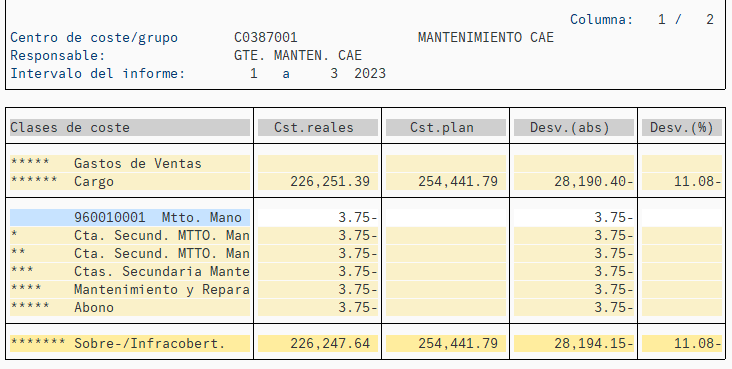 Columna: 1 / 2
Centro de coste/grupo C0387001 MANTENIMIENTO CAE
Responsable: GTE. MANTEN. CAE
Intervalo del informe: 1 a 3 2023
Clases de coste Cst.reales Cst.plan Desv.(abs) Desv.(%)
***** Gastos de Ventas
****** Cargo 226,251.39 254,441.79 28,190.40- 11.08-
960010001 Mtto. Mano 3.75- 3.75-
* Cta. Secund. MTTO. Man 3.75- 3.75-
** Cta. Secund. MTTO. Man 3.75- 3.75-
*** Ctas. Secundaria Mante 3.75- 3.75-
**** Mantenimiento y Repara 3.75- 3.75-
***** Abono 3.75- 3.75-
******* Sobre-/Infracobert. 226,247.64 254,441.79 28,194.15- 11.08-